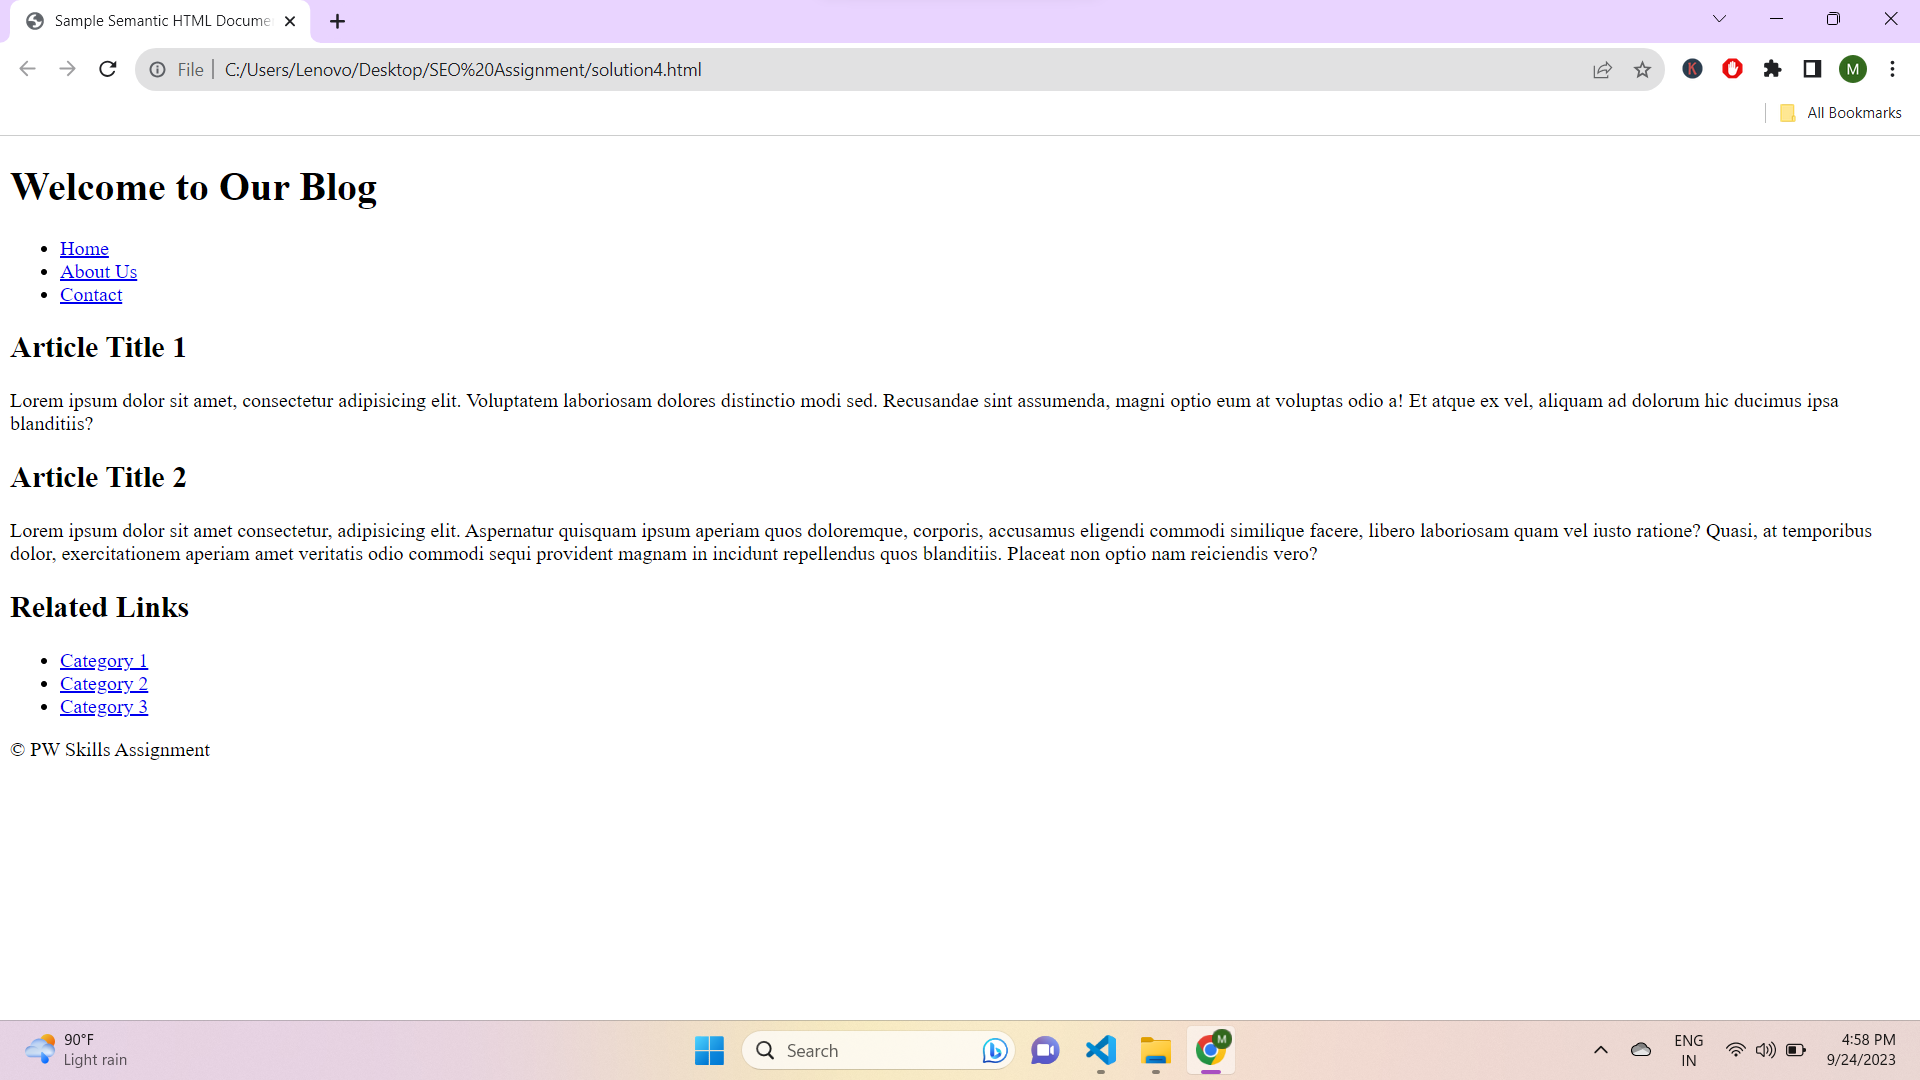 Sample Semantic HTML Docume
File
C:/Users/Lenovo/Desktop/SEO%20Assignment/solution4.html
K
M
All Bookmarks
Welcome to Our Blog
Home
About Us
Contact
Article Title 1
Lorem ipsum dolor sit amet, consectetur adipisicing elit. Voluptatem laboriosam dolores distinctio modi sed. Recusandae sint assumenda, magni optio eum at voluptas odio a! Et atque ex vel, aliquam ad dolorum hic ducimus ipsa
blanditiis?
Article Title 2
Lorem ipsum dolor sit amet consectetur, adipisicing elit. Aspernatur quisquam ipsum aperiam quos doloremque, corporis, accusamus eligendi commodi similique facere, libero laboriosam quam vel iusto ratione? Quasi, at temporibus
dolor, exercitationem aperiam amet veritatis odio commodi sequi provident magnam in incidunt repellendus quos blanditiis. Placeat non optio nam reiciendis vero?
Related Links
Category 1
Category 2
Category 3
© PW Skills Assignment
90°F
Light rain
Search
M
ENG
IN
4:58 PM
9/24/2023